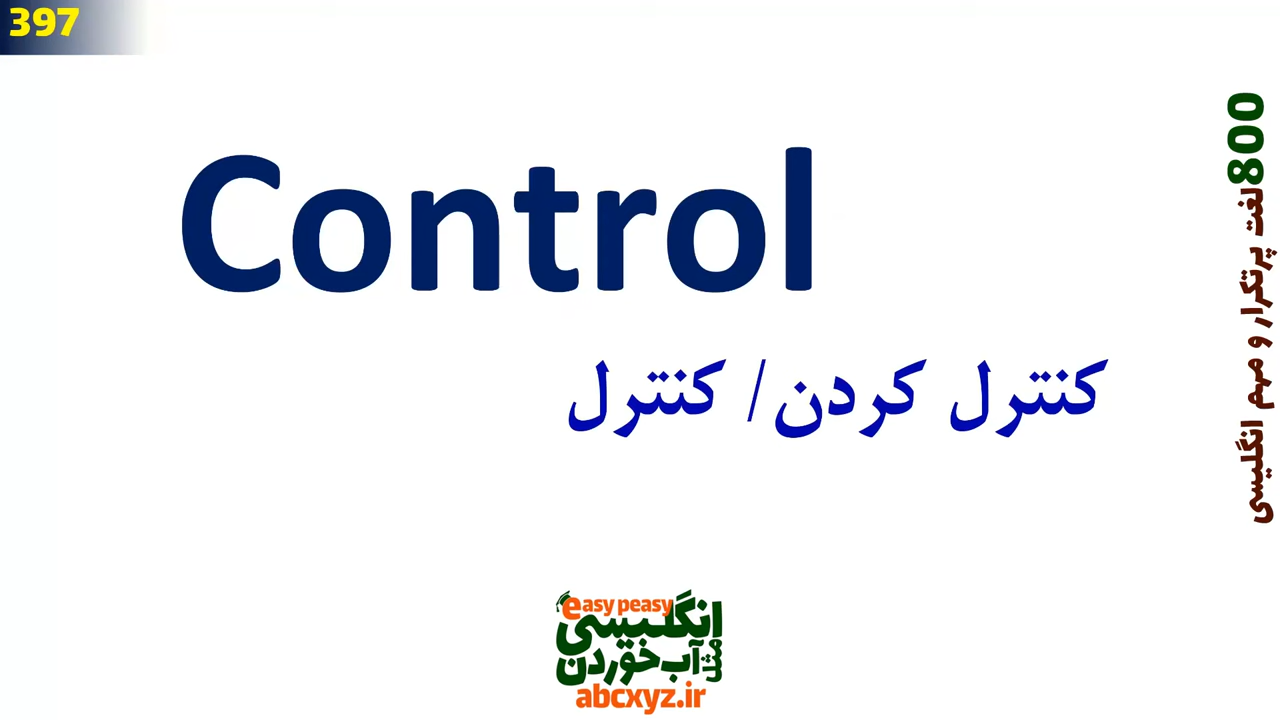 397
Control
کنترل کردن/ کنترل
800 لغت پرتکرار و مهم انگلیسی
easy peasy
انگلیسی
مثل آب خوردن
abcxyz.ir